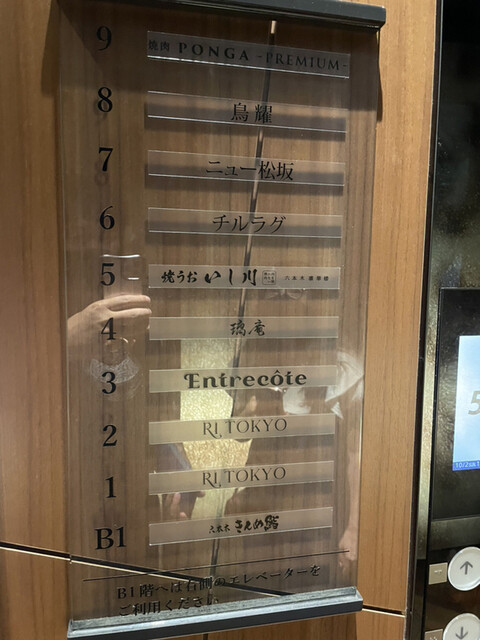 9 焼肉 PONGA -PREMIUM-
8 鳥耀
7 ニュー松坂
6 チルラグ
5 焼うお いし川
4 璃庵
3 Entrecôte
2 RI,TOKYO
1 RI,TOKYO
B1 六本木 きんめ鮨
B1階へは右側のエレベーターを
ご利用ください